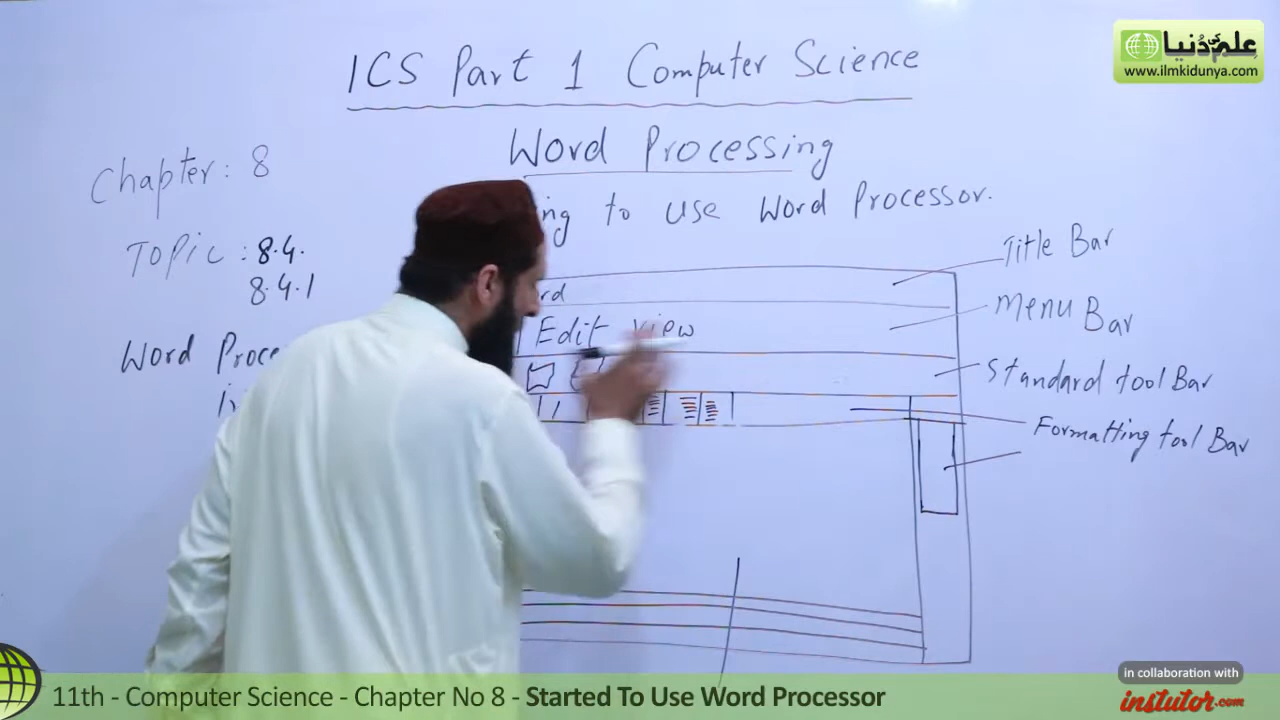 علم کی دُنیا
www.ilmkidunya.com
ICS Part 1 Computer Science
Word Processing
Chapter: 8
to use Word Processor.
Topic: 8.4.
8.4.1
Title Bar
Menu Bar
Edit View
Word
Standard tool Bar
Formatting tool Bar
in collaboration with
instutor.com
11th - Computer Science - Chapter No 8 - Started To Use Word Processor